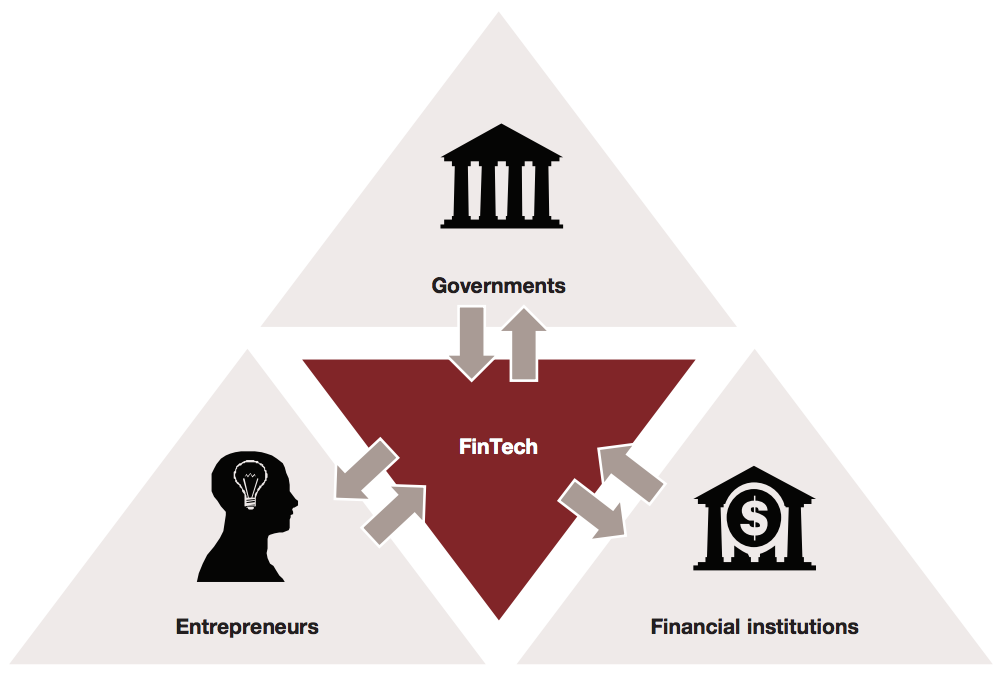 Governments
FinTech
$
Entrepreneurs
Financial institutions